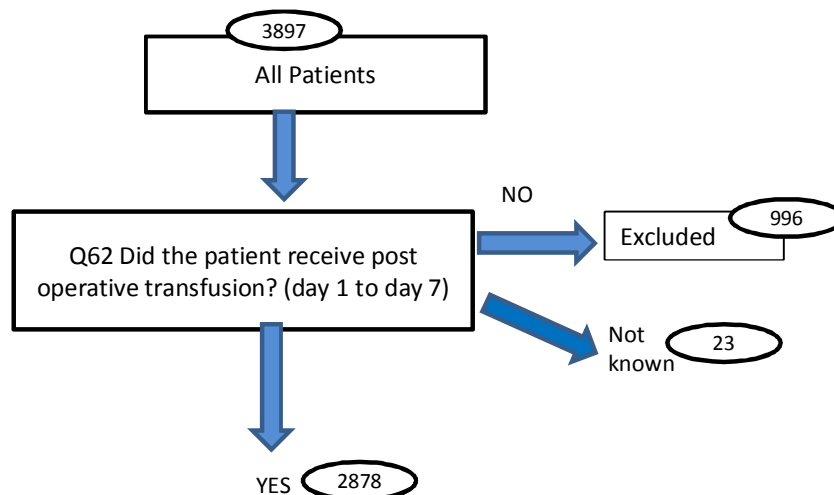 3897
All Patients
NO
996
Excluded
Q62 Did the patient receive post
operative transfusion? (day 1 to day 7)
Not
known
23
YES
2878